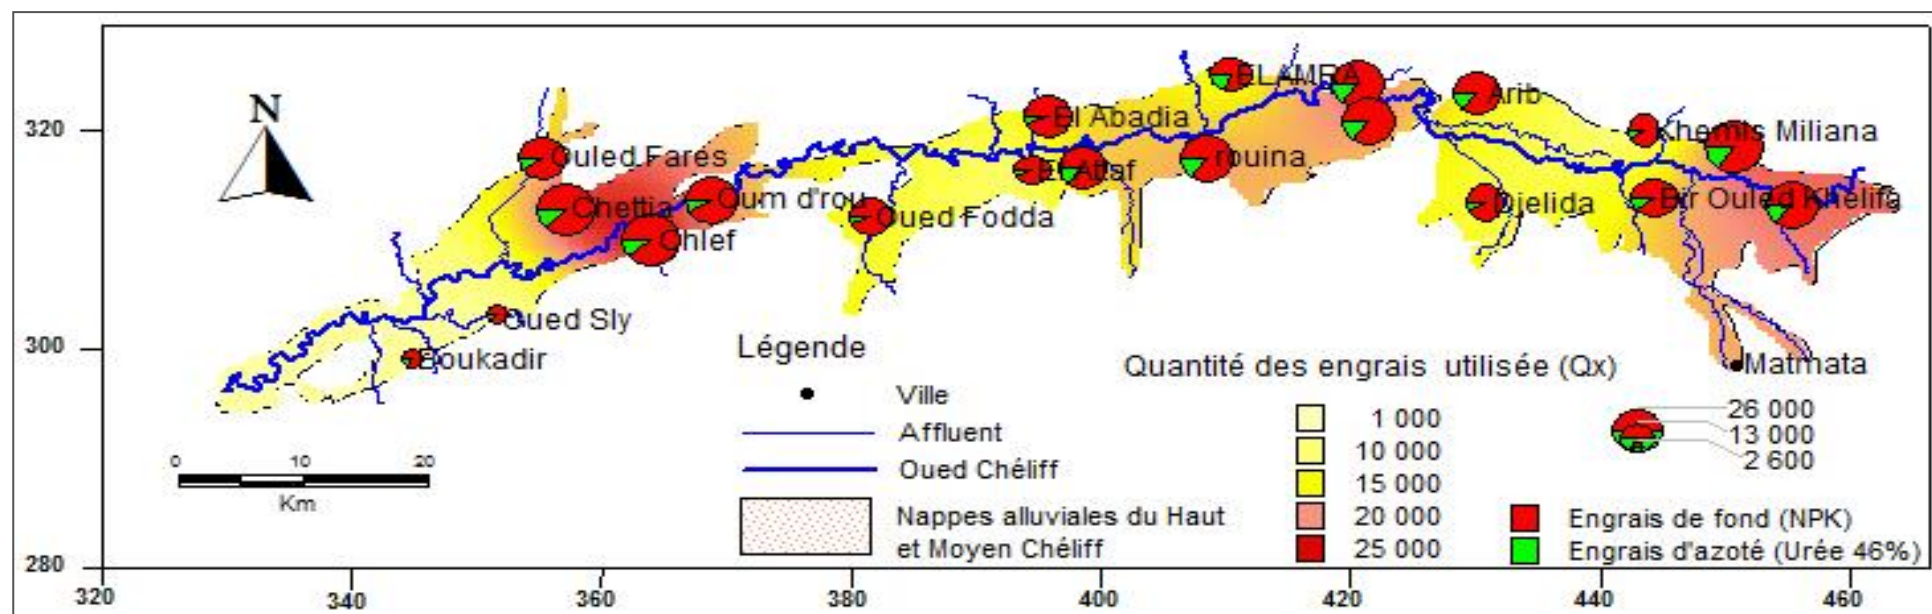 N
320
300
280
320
340
360
380
400
420
440
460
ELAMRA
Arib
El Abadia
Khemis Miliana
Ouled Fares
rouina
El Attaf
Chettia
Oum d'rou
Oued Fodda
Djelida
Bir Ouled Khelifa
Chlef
Oued Sly
Boukadir
Matmata
0 10 20
Km
Légende
Ville
Affluent
Oued Chéliff
Nappes alluviales du Haut
et Moyen Chéliff
Quantité des engrais utilisée (Qx)
1 000
10 000
15 000
20 000
25 000
26 000
13 000
2 600
Engrais de fond (NPK)
Engrais d'azoté (Urée 46%)